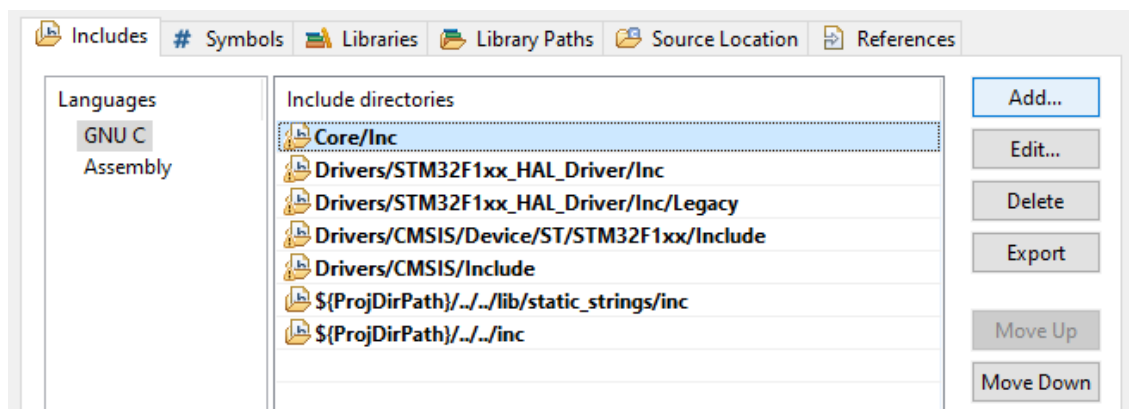 Includes # Symbols Libraries Library Paths Source Location References
Languages
GNU C
Assembly
Include directories
Core/Inc
Drivers/STM32F1xx_HAL_Driver/Inc
Drivers/STM32F1xx_HAL_Driver/Inc/Legacy
Drivers/CMSIS/Device/ST/STM32F1xx/Include
Drivers/CMSIS/Include
${ProjDirPath}/../../lib/static_strings/inc
${ProjDirPath}/../../inc
Add...
Edit...
Delete
Export
Move Up
Move Down